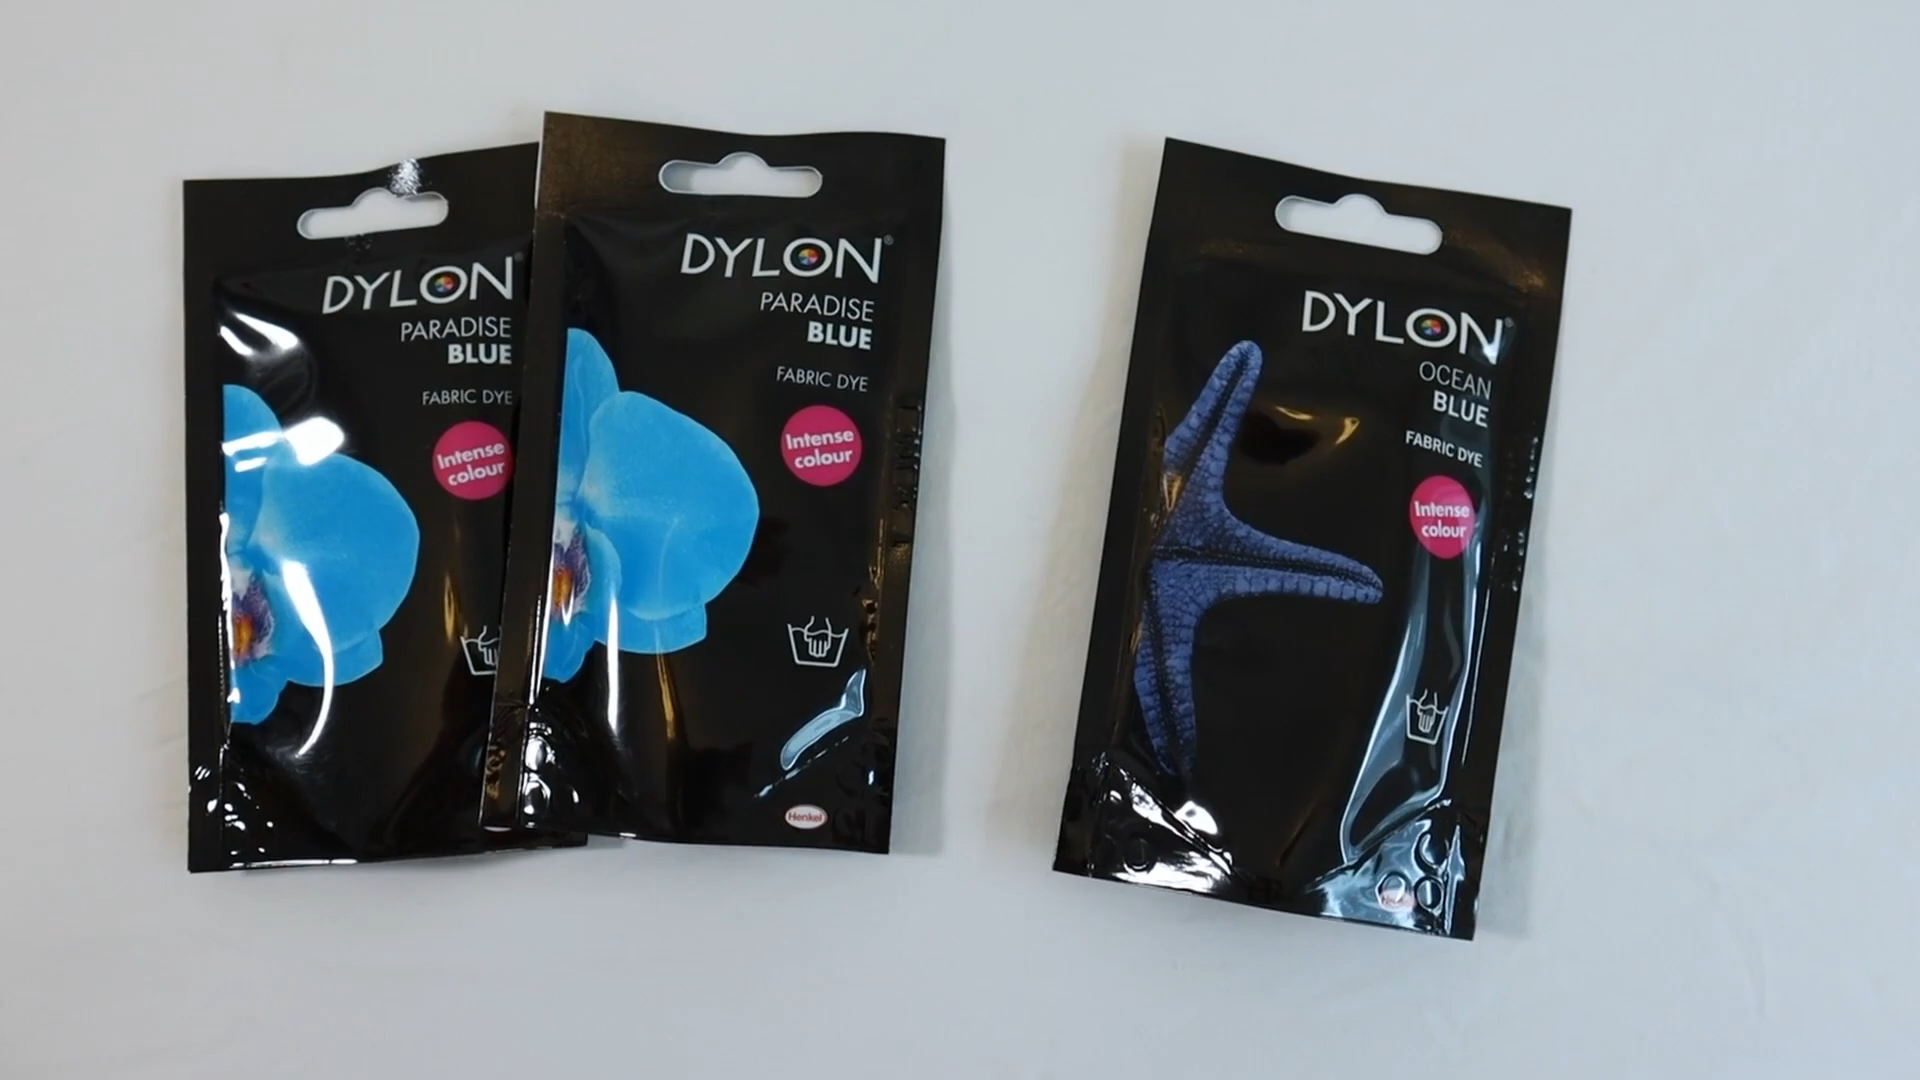 DYLON®
PARADISE
BLUE
FABRIC DYE
Intense
colour
DYLON®
PARADISE
BLUE
FABRIC DYE
Intense
colour
Henkel
DYLON®
OCEAN
BLUE
FABRIC DYE
Intense
colour